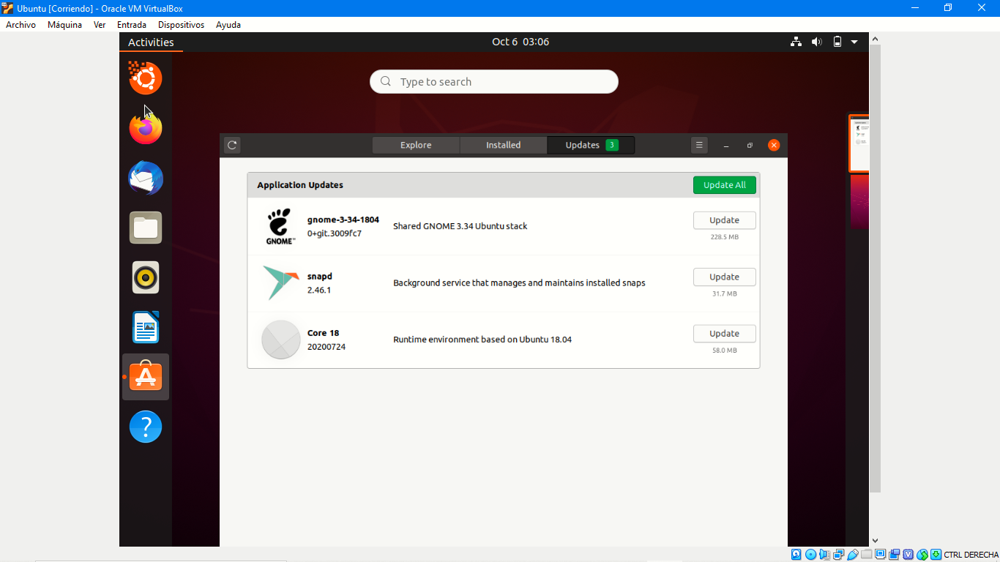 Ubuntu [Corriendo] - Oracle VM VirtualBox
Archivo Máquina Ver Entrada Dispositivos Ayuda
Activities Oct 6 03:06
Type to search
Explore Installed Updates 3
Application Updates Update All
GNOME™
gnome-3-34-1804
0+git.3009fc7
Shared GNOME 3.34 Ubuntu stack
Update
228.5 MB
snapd
2.46.1
Background service that manages and maintains installed snaps
Update
31.7 MB
Core 18
20200724
Runtime environment based on Ubuntu 18.04
Update
58.0 MB
CTRL DERECHA